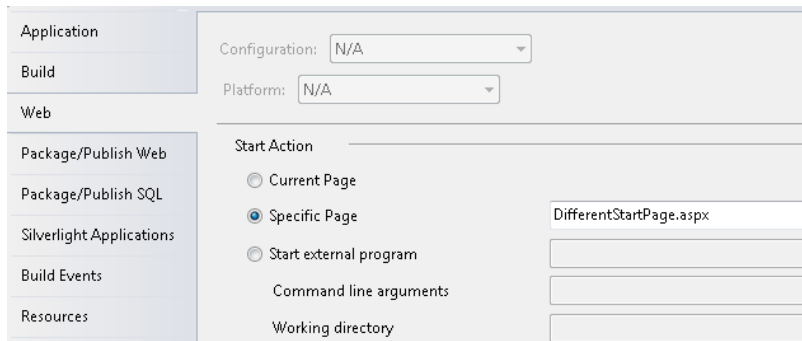 Application
Build
Web
Package/Publish Web
Package/Publish SQL
Silverlight Applications
Build Events
Resources
Configuration: N/A
Platform: N/A
Start Action
Current Page
Specific Page DifferentStartPage.aspx
Start external program
Command line arguments
Working directory